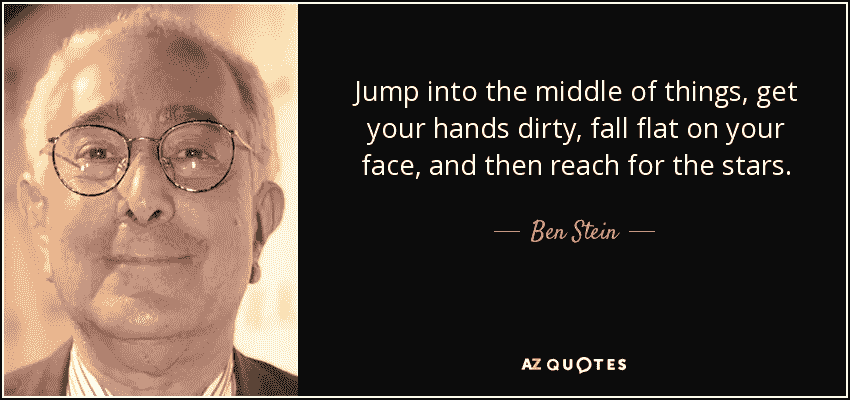 Jump into the middle of things, get
your hands dirty, fall flat on your
face, and then reach for the stars.
Ben Stein
AZ QUOTES